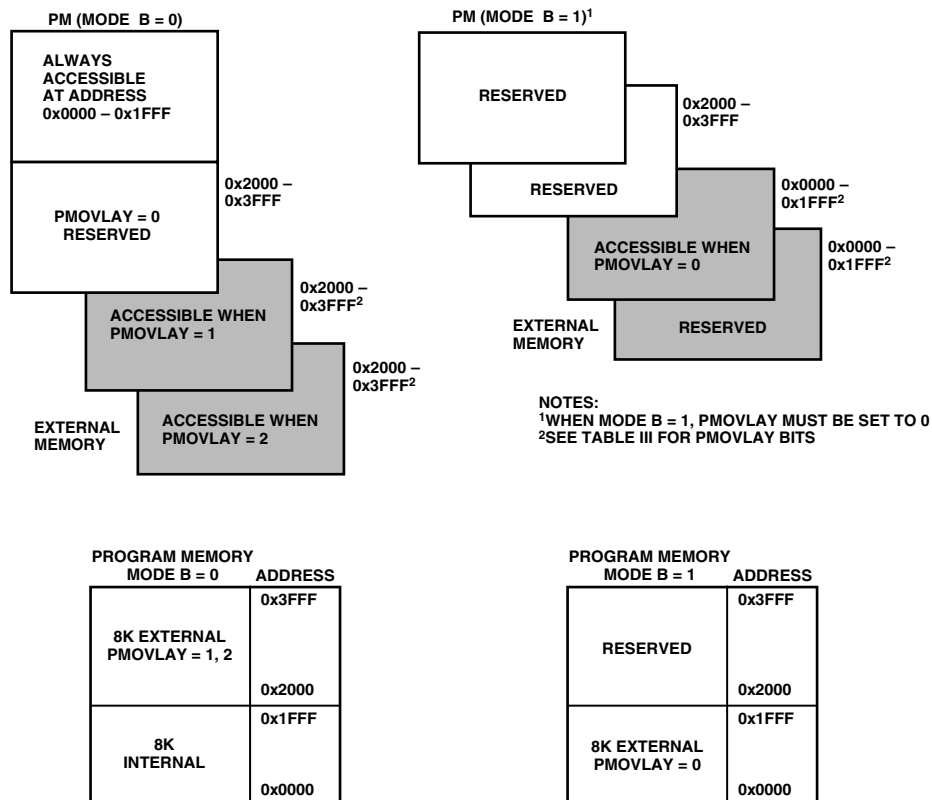 PM (MODE B = 0)
ALWAYS
ACCESSIBLE
AT ADDRESS
0x0000 – 0x1FFF
PMOVLAY = 0
RESERVED
0x2000 –
0x3FFF
ACCESSIBLE WHEN
PMOVLAY = 1
0x2000 –
0x3FFF²
ACCESSIBLE WHEN
PMOVLAY = 2
0x2000 –
0x3FFF²
EXTERNAL
MEMORY
PM (MODE B = 1)¹
RESERVED
RESERVED
0x2000 –
0x3FFF
ACCESSIBLE WHEN
PMOVLAY = 0
0x0000 –
0x1FFF²
RESERVED
0x0000 –
0x1FFF²
EXTERNAL
MEMORY
NOTES:
¹WHEN MODE B = 1, PMOVLAY MUST BE SET TO 0
²SEE TABLE III FOR PMOVLAY BITS
PROGRAM MEMORY
MODE B = 0 ADDRESS
8K EXTERNAL
PMOVLAY = 1, 2
0x3FFF
0x2000
8K
INTERNAL
0x1FFF
0x0000
PROGRAM MEMORY
MODE B = 1 ADDRESS
RESERVED
0x3FFF
0x2000
8K EXTERNAL
PMOVLAY = 0
0x1FFF
0x0000